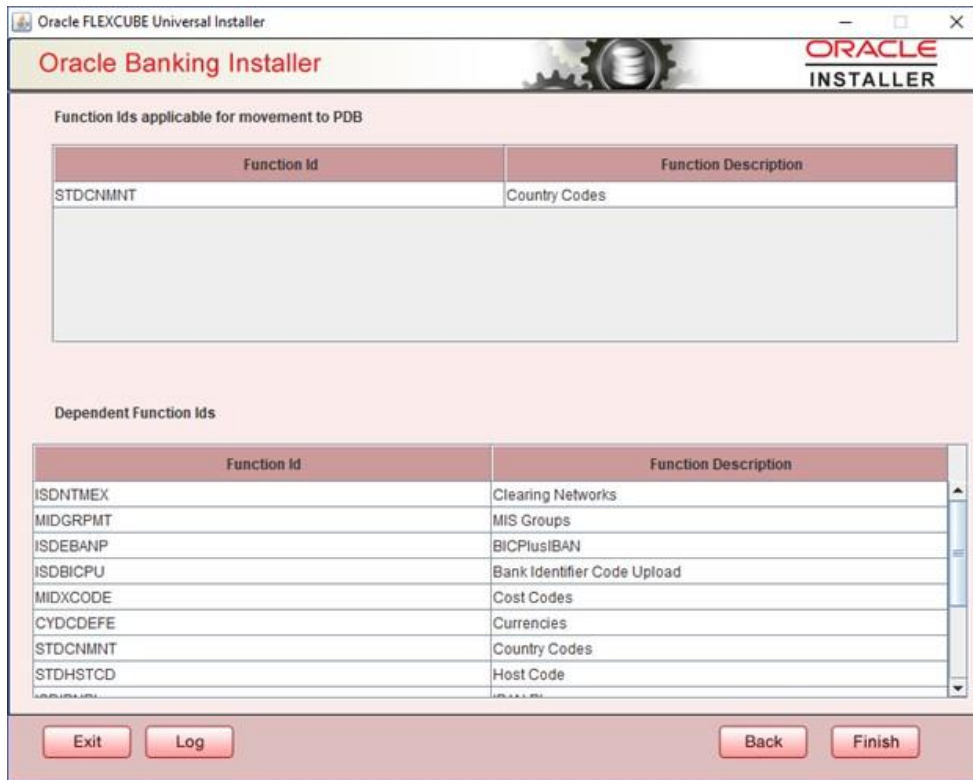 Oracle FLEXCUBE Universal Installer
Oracle Banking Installer
ORACLE
INSTALLER
Function Ids applicable for movement to PDB
Function Id Function Description
STDCNMNT Country Codes
Dependent Function Ids
Function Id Function Description
ISDNTMEX Clearing Networks
MIDGRPMT MIS Groups
ISDEBANP BICPlusIBAN
ISDBICPU Bank Identifier Code Upload
MIDXCODE Cost Codes
CYDCDEFE Currencies
STDCNMNT Country Codes
STDHSTCD Host Code
Exit Log Back Finish